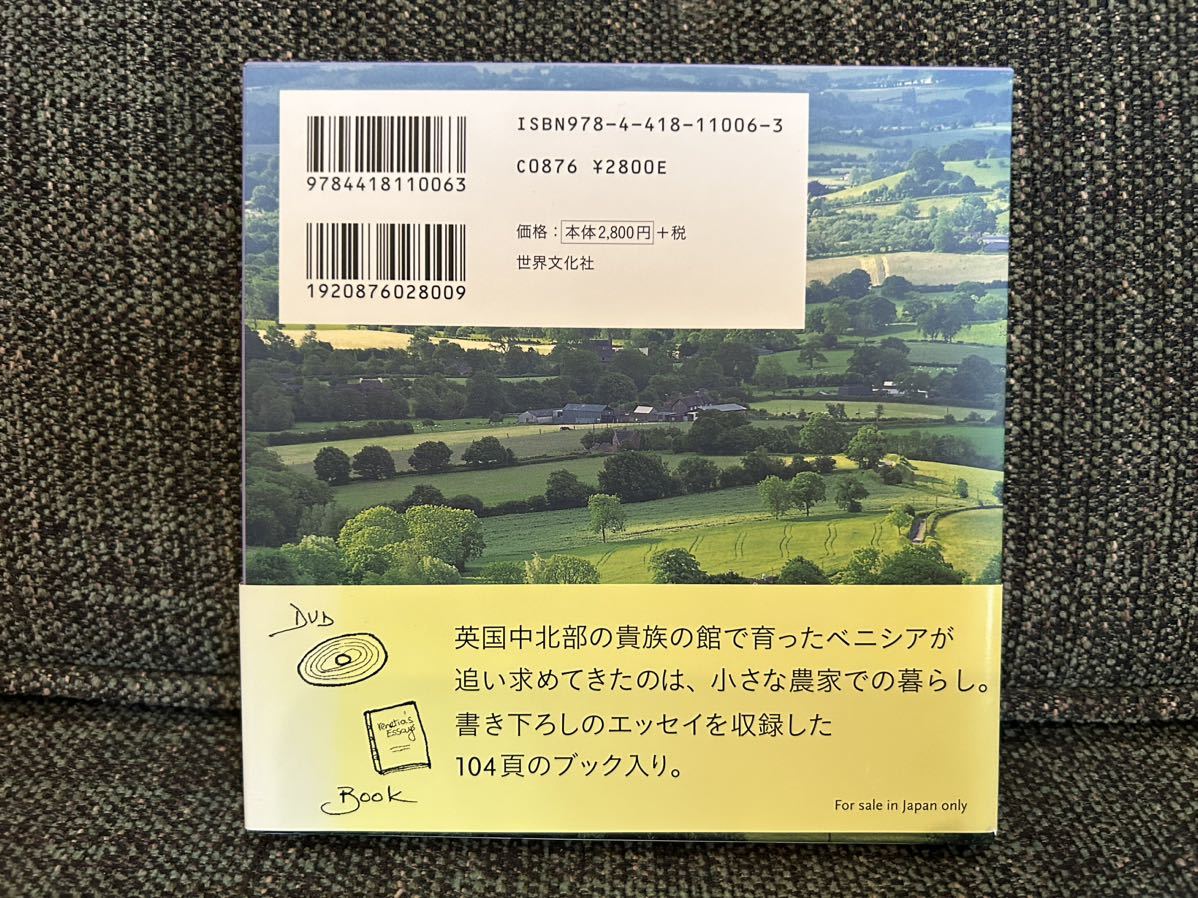 9784418110063
ISBN978-4-418-11006-3
C0876 ¥2800E
1920876028009
価格：本体2,800円+税
世界文化社
DVD
英国中北部の貴族の館で育ったベニシアが
追い求めてきたのは、小さな農家での暮らし。
書き下ろしのエッセイを収録した
104頁のブック入り。
Venetia's
Essays
Book
For sale in Japan only